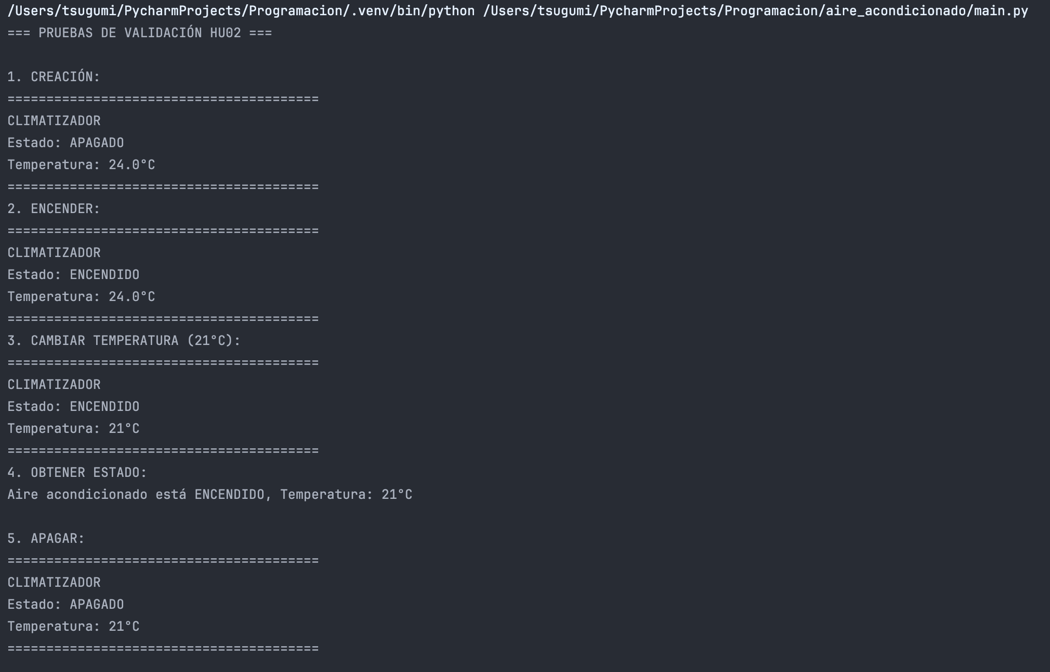 /Users/tsugumi/PycharmProjects/Programacion/.venv/bin/python /Users/tsugumi/PycharmProjects/Programacion/aire_acondicionado/main.py
=== PRUEBAS DE VALIDACIÓN HU02 ===
1. CREACIÓN:
========================================
CLIMATIZADOR
Estado: APAGADO
Temperatura: 24.0°C
========================================
2. ENCENDER:
========================================
CLIMATIZADOR
Estado: ENCENDIDO
Temperatura: 24.0°C
========================================
3. CAMBIAR TEMPERATURA (21°C):
========================================
CLIMATIZADOR
Estado: ENCENDIDO
Temperatura: 21°C
========================================
4. OBTENER ESTADO:
Aire acondicionado está ENCENDIDO, Temperatura: 21°C
5. APAGAR:
========================================
CLIMATIZADOR
Estado: APAGADO
Temperatura: 21°C
========================================